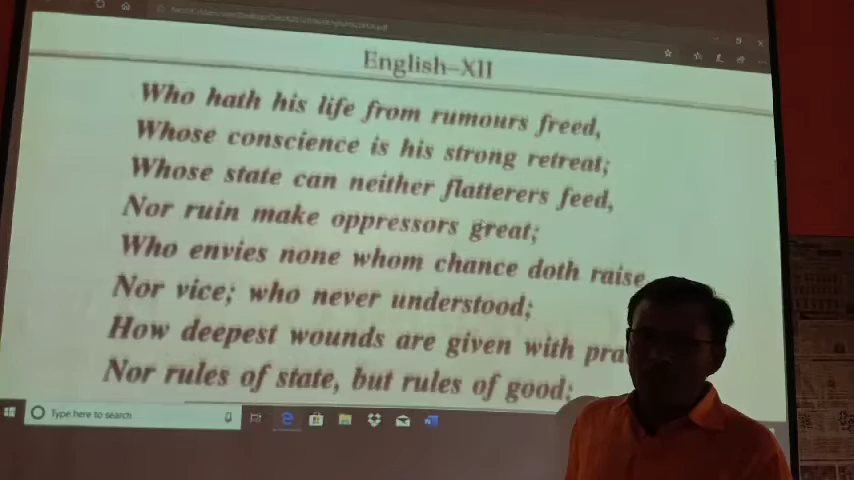 English-XII
Who hath his life from rumours freed,
Whose conscience is his strong retreat;
Whose state can neither flatterers feed,
Nor ruin make oppressors great;
Who envies none whom chance doth raise
Nor vice; who never understood;
How deepest wounds are given with
Nor rules of state, but rules of good;
Type here to search